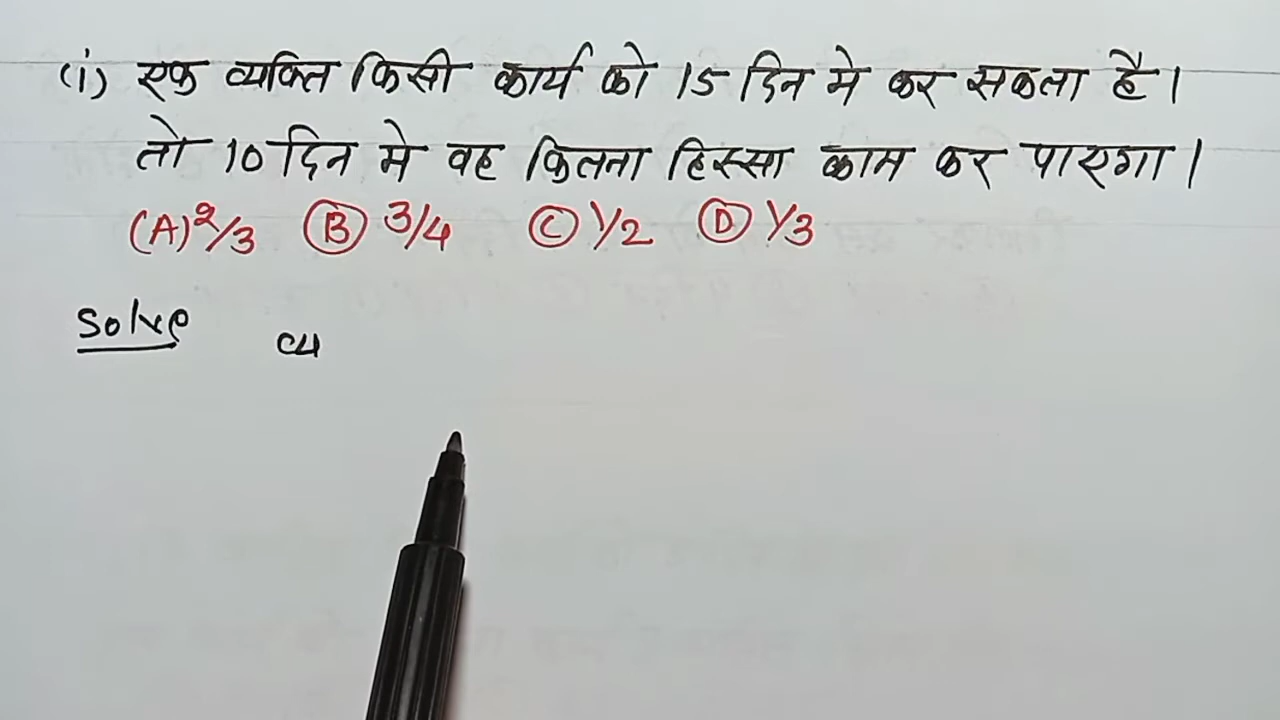 (i) एक व्यक्ति किसी कार्य को 15 दिन मे कर सकता है।
तो 10 दिन मे वह कितना हिस्सा काम कर पाएगा।
(A) 2/3 (B) 3/4 (C) 1/2 (D) 1/3
Solve